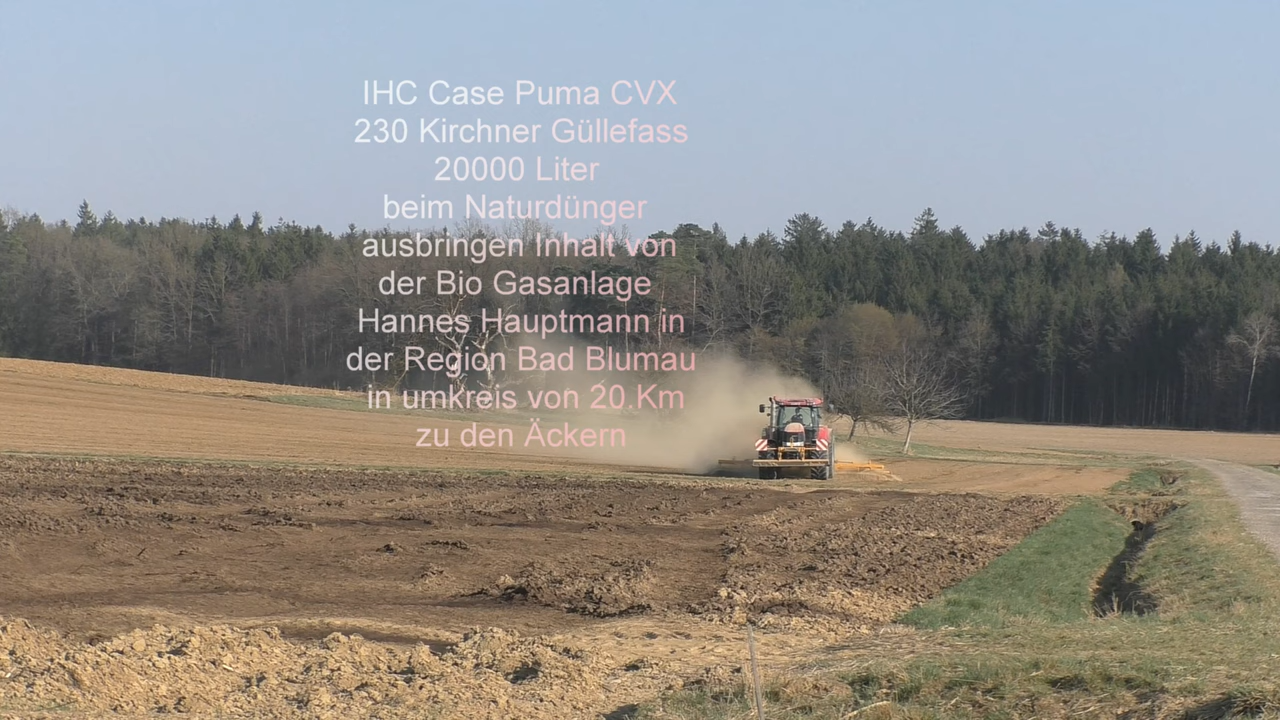 IHC Case Puma CVX
230 Kirchner Güllefass
20000 Liter
beim Naturdünger
ausbringen Inhalt von
der Bio Gasanlage
Hannes Hauptmann in
der Region Bad Blumau
in umkreis von 20 Km
zu den Äckern